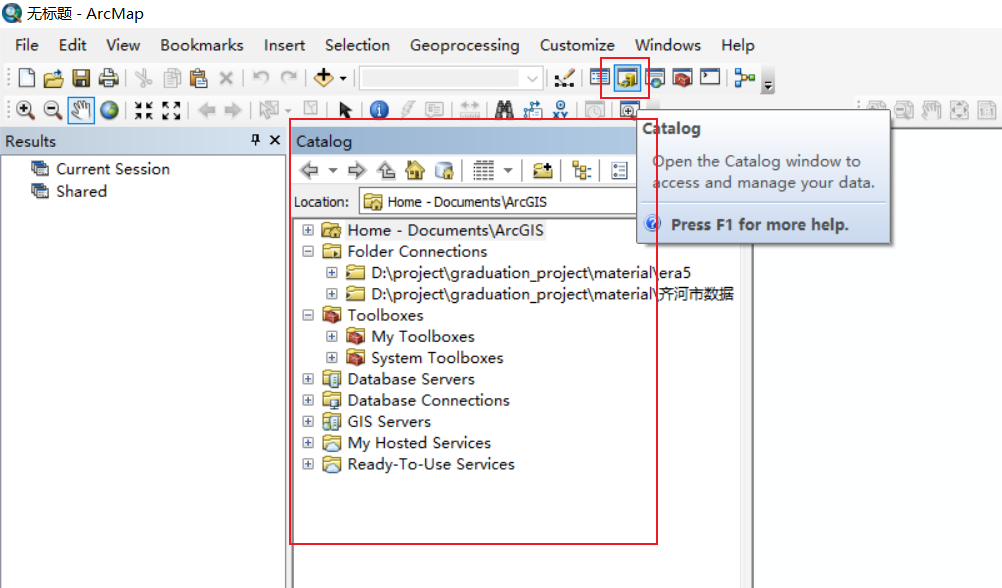 无标题 - ArcMap
File Edit View Bookmarks Insert Selection Geoprocessing Customize Windows Help
Results
Current Session
Shared
Catalog
Location: Home - Documents\ArcGIS
Home - Documents\ArcGIS
Folder Connections
D:\project\graduation_project\material\era5
D:\project\graduation_project\material\齐河市数据
Toolboxes
My Toolboxes
System Toolboxes
Database Servers
Database Connections
GIS Servers
My Hosted Services
Ready-To-Use Services
Catalog
Open the Catalog window to
access and manage your data.
Press F1 for more help.